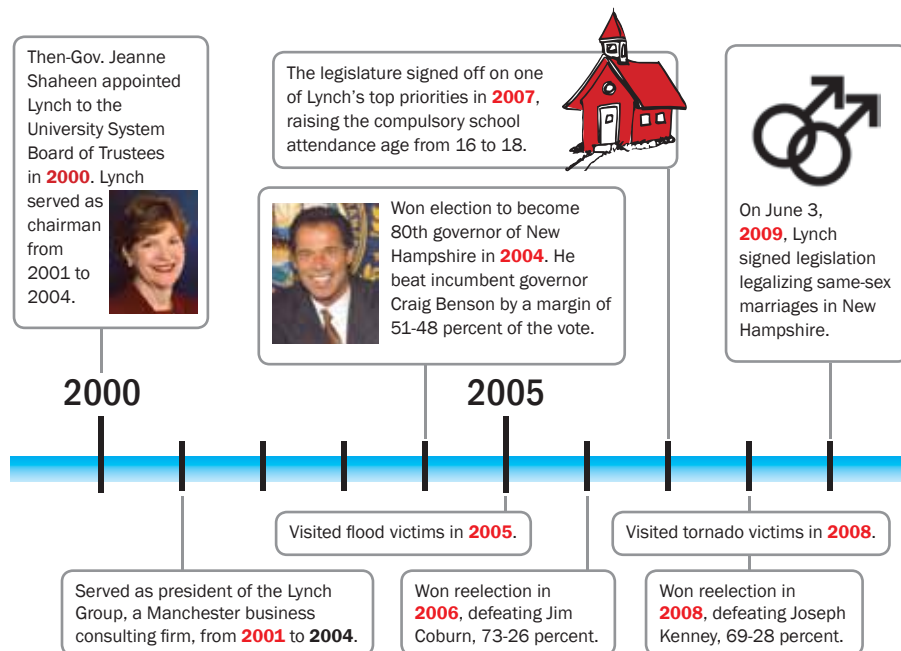 Then-Gov. Jeanne
Shaheen appointed
Lynch to the
University System
Board of Trustees
in 2000. Lynch
served as
chairman
from
2001 to
2004.
The legislature signed off on one
of Lynch's top priorities in 2007,
raising the compulsory school
attendance age from 16 to 18.
Won election to become
80th governor of New
Hampshire in 2004. He
beat incumbent governor
Craig Benson by a margin of
51-48 percent of the vote.
On June 3,
2009, Lynch
signed legislation
legalizing same-sex
marriages in New
Hampshire.
2000
2005
Visited flood victims in 2005.
Visited tornado victims in 2008.
Served as president of the Lynch
Group, a Manchester business
consulting firm, from 2001 to 2004.
Won reelection in
2006, defeating Jim
Coburn, 73-26 percent.
Won reelection in
2008, defeating Joseph
Kenney, 69-28 percent.